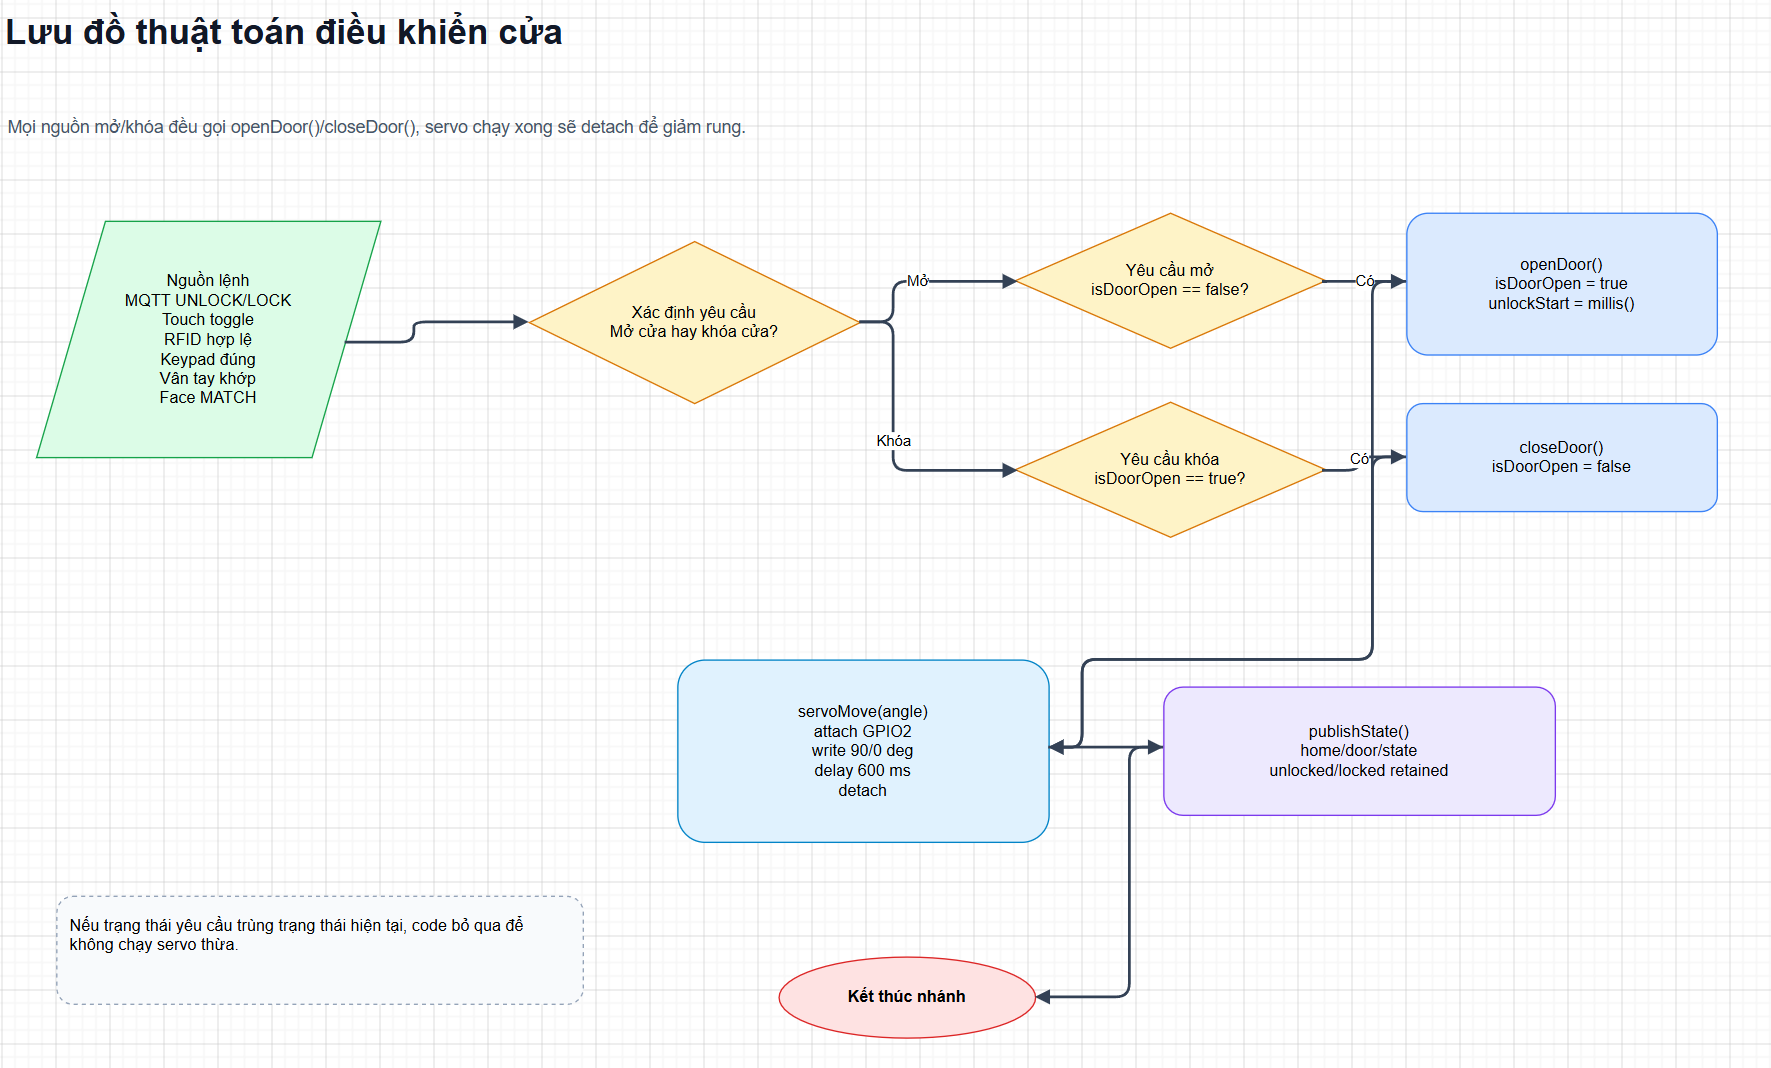 Lưu đồ thuật toán điều khiển cửa
Mọi nguồn mở/khóa đều gọi openDoor()/closeDoor(), servo chạy xong sẽ detach để giảm rung.
Nguồn lệnh
MQTT UNLOCK/LOCK
Touch toggle
RFID hợp lệ
Keypad đúng
Vân tay khớp
Face MATCH
Xác định yêu cầu
Mở cửa hay khóa cửa?
Mở
Khóa
Yêu cầu mở
isDoorOpen == false?
Có
openDoor()
isDoorOpen = true
unlockStart = millis()
Yêu cầu khóa
isDoorOpen == true?
Có
closeDoor()
isDoorOpen = false
servoMove(angle)
attach GPIO2
write 90/0 deg
delay 600 ms
detach
publishState()
home/door/state
unlocked/locked retained
Nếu trạng thái yêu cầu trùng trạng thái hiện tại, code bỏ qua để
không chạy servo thừa.
Kết thúc nhánh